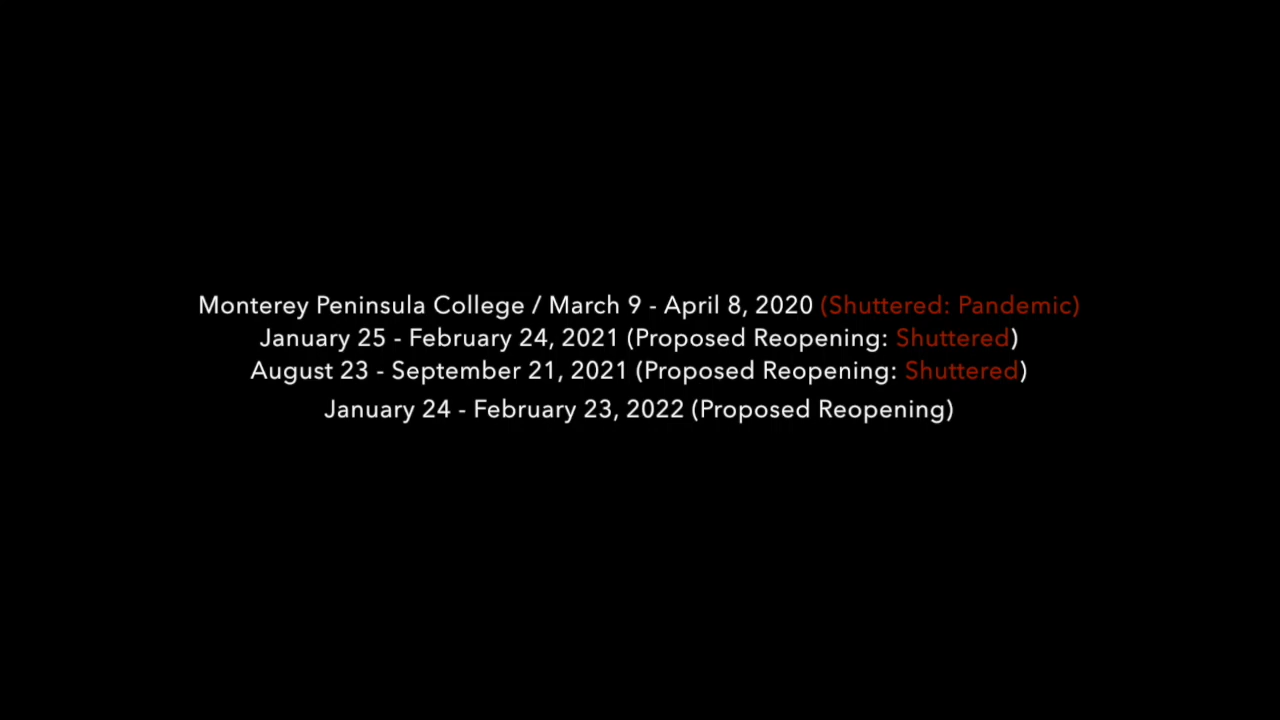 Monterey Peninsula College / March 9 - April 8, 2020 (Shuttered: Pandemic)
January 25 - February 24, 2021 (Proposed Reopening: Shuttered)
August 23 - September 21, 2021 (Proposed Reopening: Shuttered)
January 24 - February 23, 2022 (Proposed Reopening)